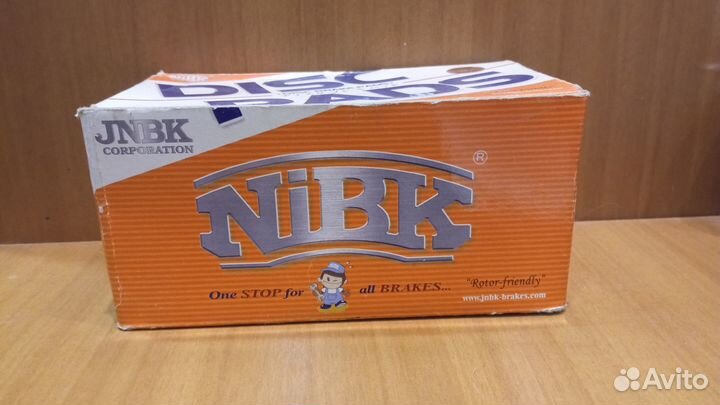 DISC
PADS
JNBK
CORPORATION
NiBK ®
One STOP for all BRAKES...
"Rotor-friendly"
www.jnbk-brakes.com
Avito